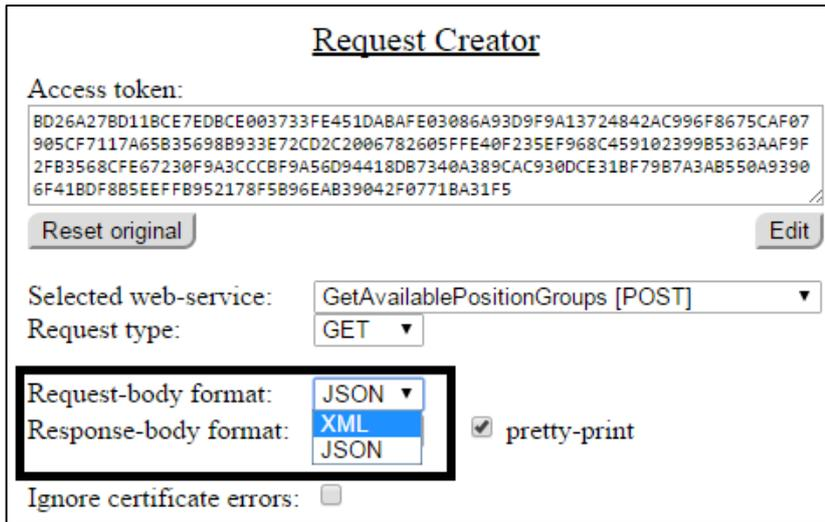 Request Creator
Access token:
BD26A27BD11BCE7EDBCE003733FE451DABAFE03086A93D9F9A13724842AC996F8675CAF07
905CF7117A65B35698B933E72CD2C2006782605FFE40F235EF968C459102399B5363AAF9F
2FB3568CFE67230F9A3CCCBF9A56D94418DB7340A389CAC930DCE31BF79B7A3AB550A9390
6F41BDF8B5EEFFB952178F5B96EAB39042F0771BA31F5
Reset original Edit
Selected web-service: GetAvailablePositionGroups [POST]
Request type: GET
Request-body format: JSON
Response-body format: XML pretty-print
JSON
Ignore certificate errors: